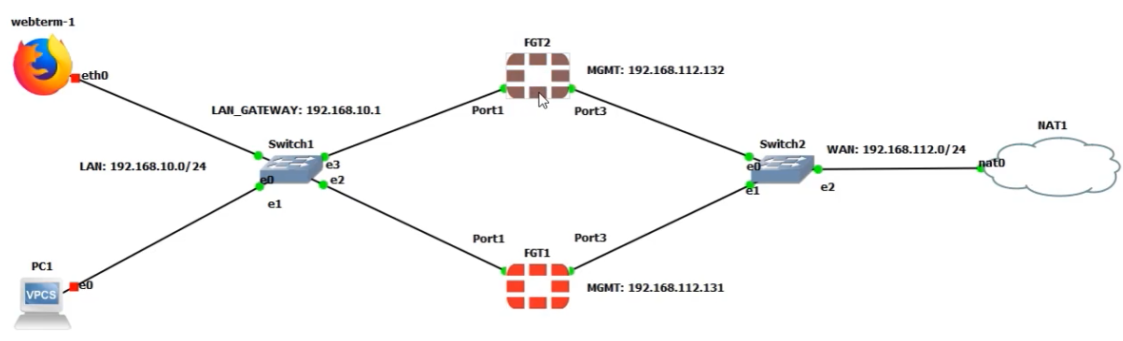 webterm-1
eth0
FGT2
MGMT: 192.168.112.132
LAN_GATEWAY: 192.168.10.1
Port1
Port3
Switch1
LAN: 192.168.10.0/24
e3
e0
e2
e1
Switch2
WAN: 192.168.112.0/24
NAT1
nat0
e0
e1
e2
Port1
Port3
FGT1
MGMT: 192.168.112.131
PC1
e0
VPCS